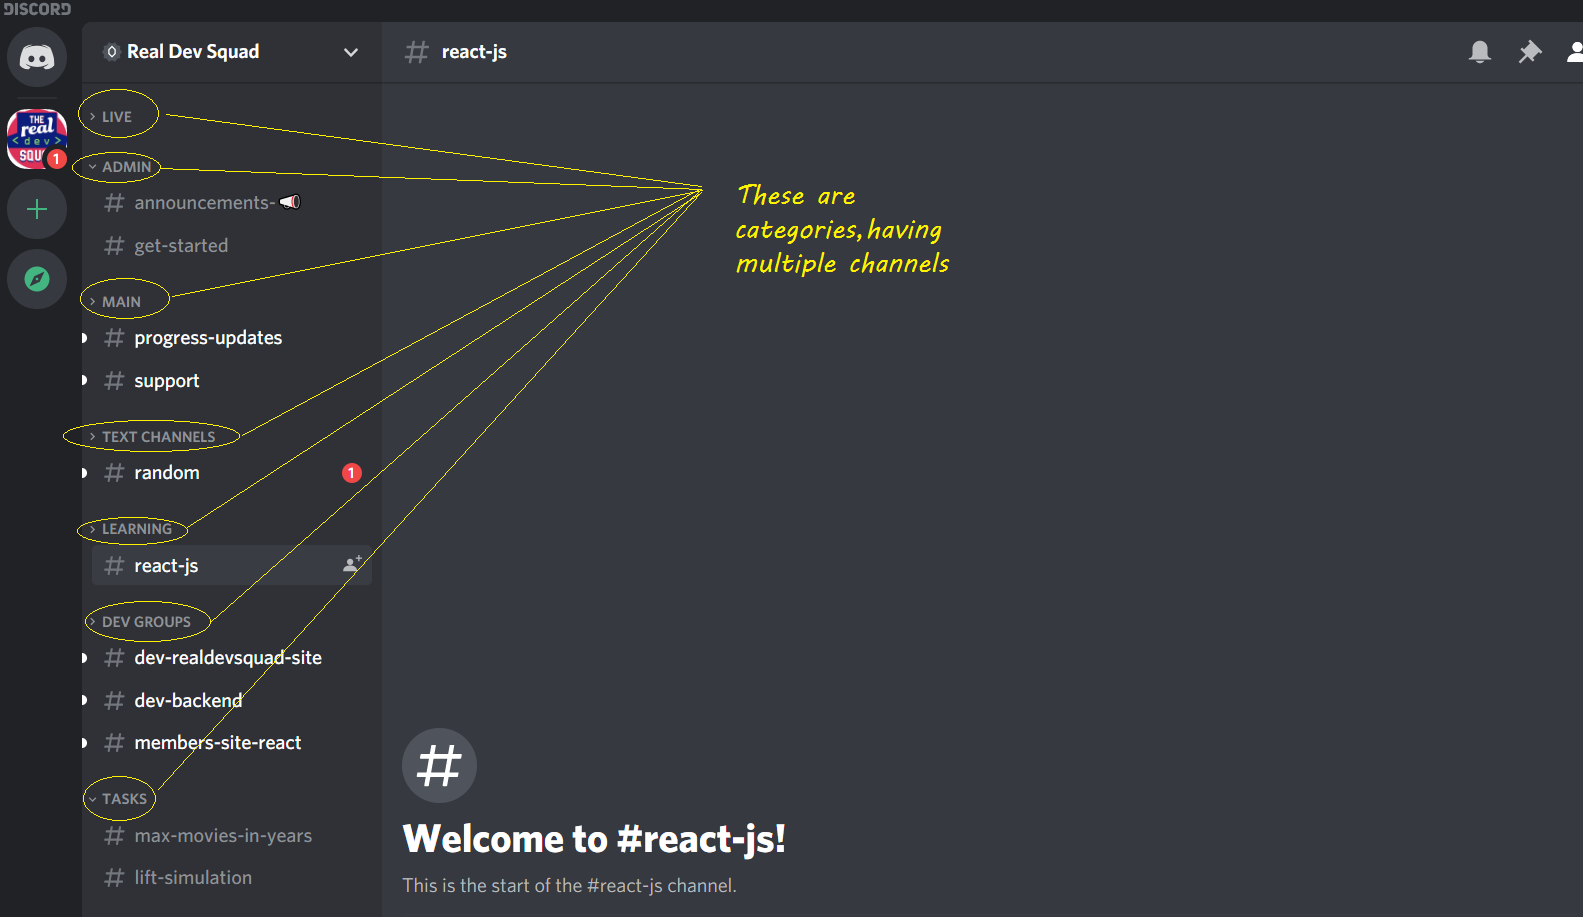 DISCORD
Real Dev Squad
react-js
THE
real
<dev>
SQU
1
LIVE
ADMIN
announcements-
get-started
MAIN
progress-updates
support
TEXT CHANNELS
random
1
LEARNING
react-js
DEV GROUPS
dev-realdevsquad-site
dev-backend
members-site-react
TASKS
max-movies-in-years
lift-simulation
These are
categories, having
multiple channels
Welcome to #react-js!
This is the start of the #react-js channel.